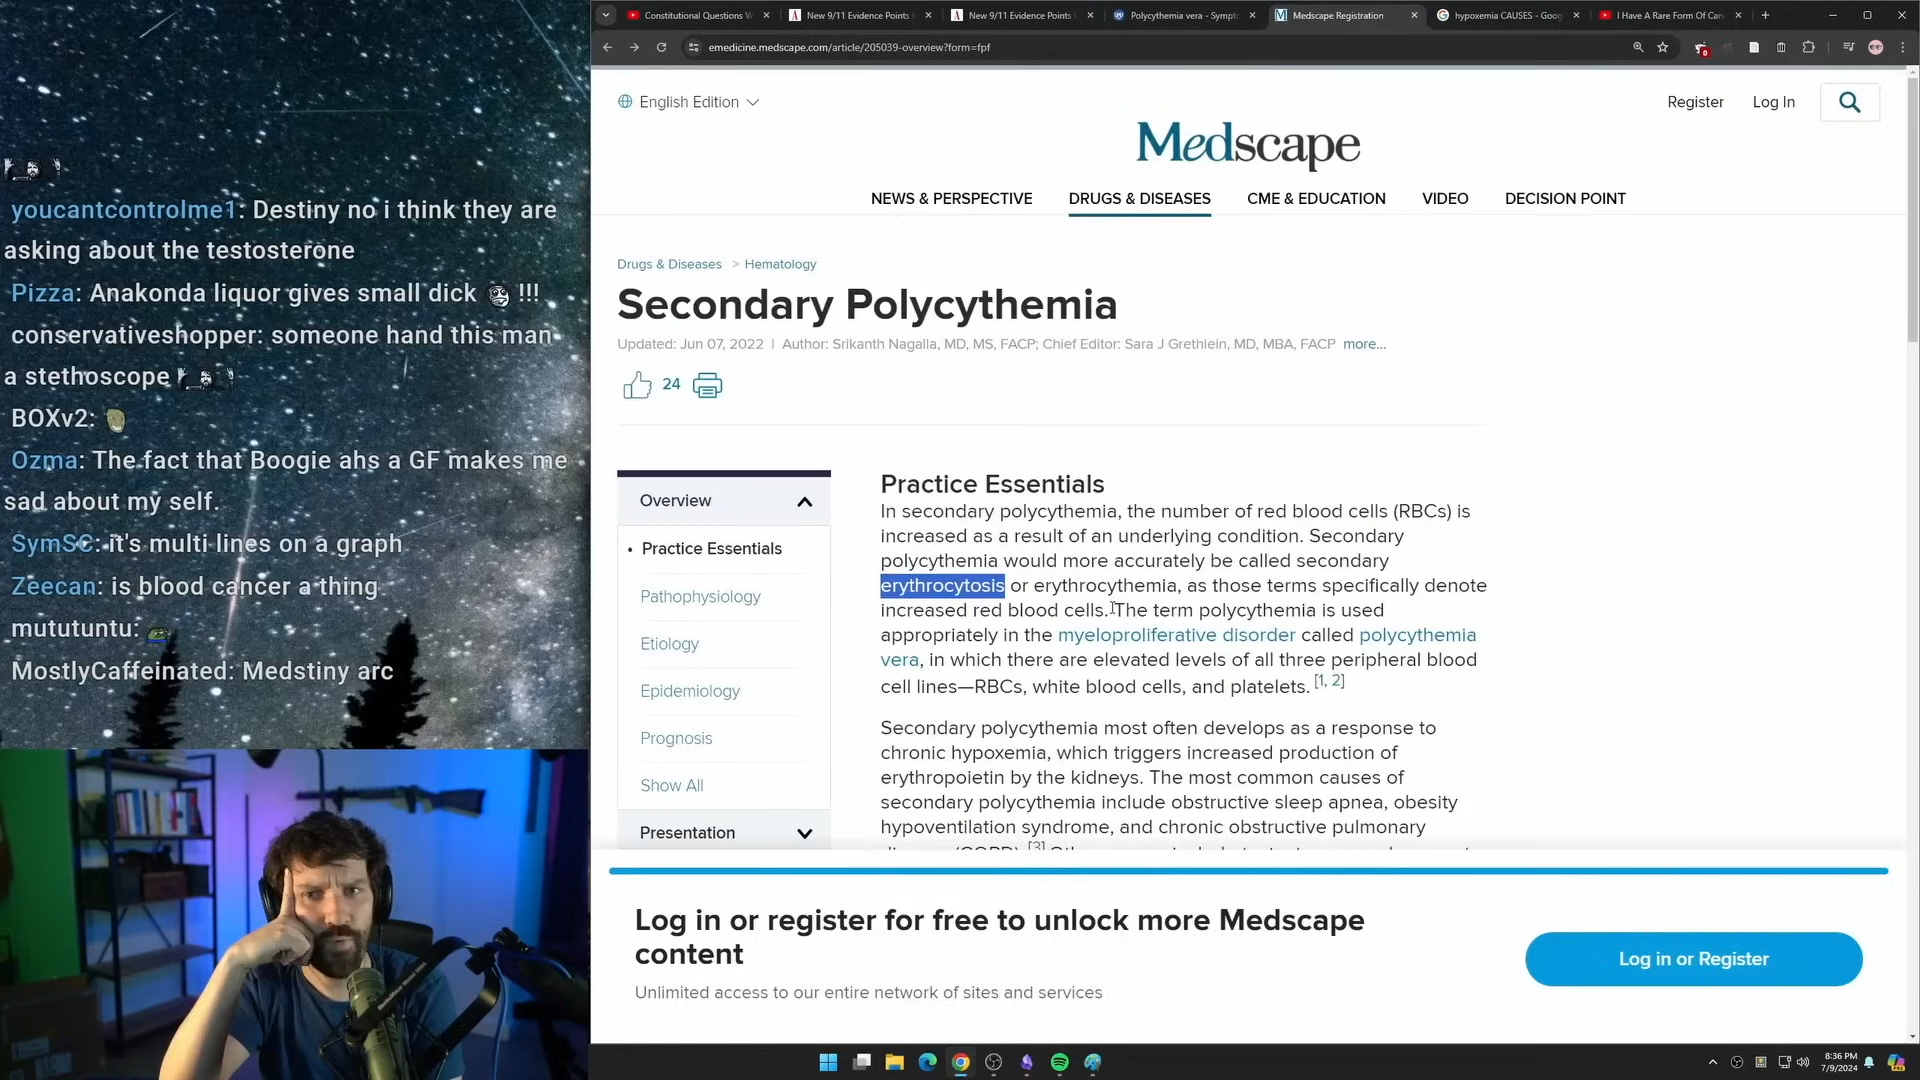 youcantcontrolme1: Destiny no i think they are
asking about the testosterone
Pizza: Anakonda liquor gives small dick !!!
conservativeshopper: someone hand this man
a stethoscope
BOXv2:
Ozma: The fact that Boogie ahs a GF makes me
sad about my self.
SymSC: it's multi lines on a graph
Zeecan: is blood cancer a thing
mututuntu:
MostlyCaffeinated: Medstiny arc
Constitutional Questions W
New 9/11 Evidence Points
New 9/11 Evidence Points
Polycythemia vera - Sympto
Medscape Registration
hypoxemia CAUSES - Goog
I Have A Rare Form Of Can
emedicine.medscape.com/article/205039-overview?form=fpf
0
English Edition
Register
Log In
Medscape
NEWS & PERSPECTIVE
DRUGS & DISEASES
CME & EDUCATION
VIDEO
DECISION POINT
Drugs & Diseases > Hematology
Secondary Polycythemia
Updated: Jun 07, 2022 | Author: Srikanth Nagalla, MD, MS, FACP; Chief Editor: Sara J Grethlein, MD, MBA, FACP more...
24
Overview
• Practice Essentials
Pathophysiology
Etiology
Epidemiology
Prognosis
Show All
Presentation
Practice Essentials
In secondary polycythemia, the number of red blood cells (RBCs) is
increased as a result of an underlying condition. Secondary
polycythemia would more accurately be called secondary
erythrocytosis or erythrocythemia, as those terms specifically denote
increased red blood cells. The term polycythemia is used
appropriately in the myeloproliferative disorder called polycythemia
vera, in which there are elevated levels of all three peripheral blood
cell lines—RBCs, white blood cells, and platelets. [1, 2]
Secondary polycythemia most often develops as a response to
chronic hypoxemia, which triggers increased production of
erythropoietin by the kidneys. The most common causes of
secondary polycythemia include obstructive sleep apnea, obesity
hypoventilation syndrome, and chronic obstructive pulmonary
Log in or register for free to unlock more Medscape
content
Unlimited access to our entire network of sites and services
Log in or Register
8:36 PM
7/9/2024